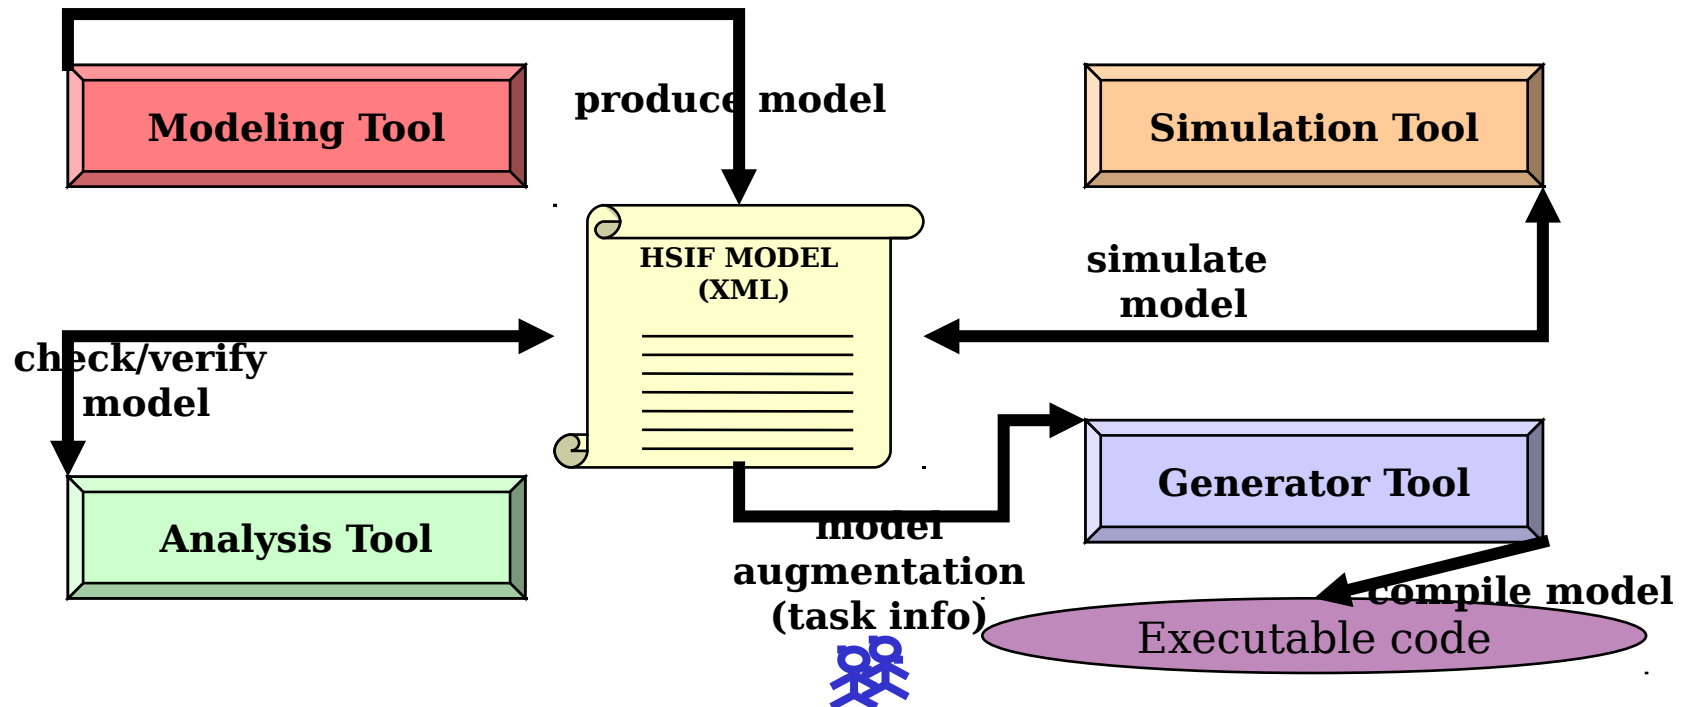 produce model
Modeling Tool
Simulation Tool
HSIF MODEL
(XML)
simulate
model
check/verify
model
Generator Tool
Analysis Tool
model
augmentation
(task info)
compile model
Executable code